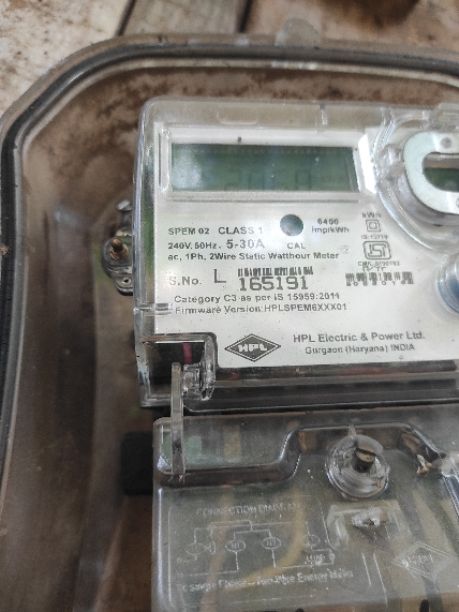 SPEM 02 CLASS 1
6400
imp/kWh
240V, 50Hz, 5-30A CAL
ac, 1Ph, 2Wire Static Watthour Meter
S.No. L 165191
Category C3 as per IS 15959:2011
Firmware Version:HPLSPEM6XXX01
HPL
HPL Electric & Power Ltd.
Gurgaon (Haryana) INDIA
CONNECTION DIAGRAM